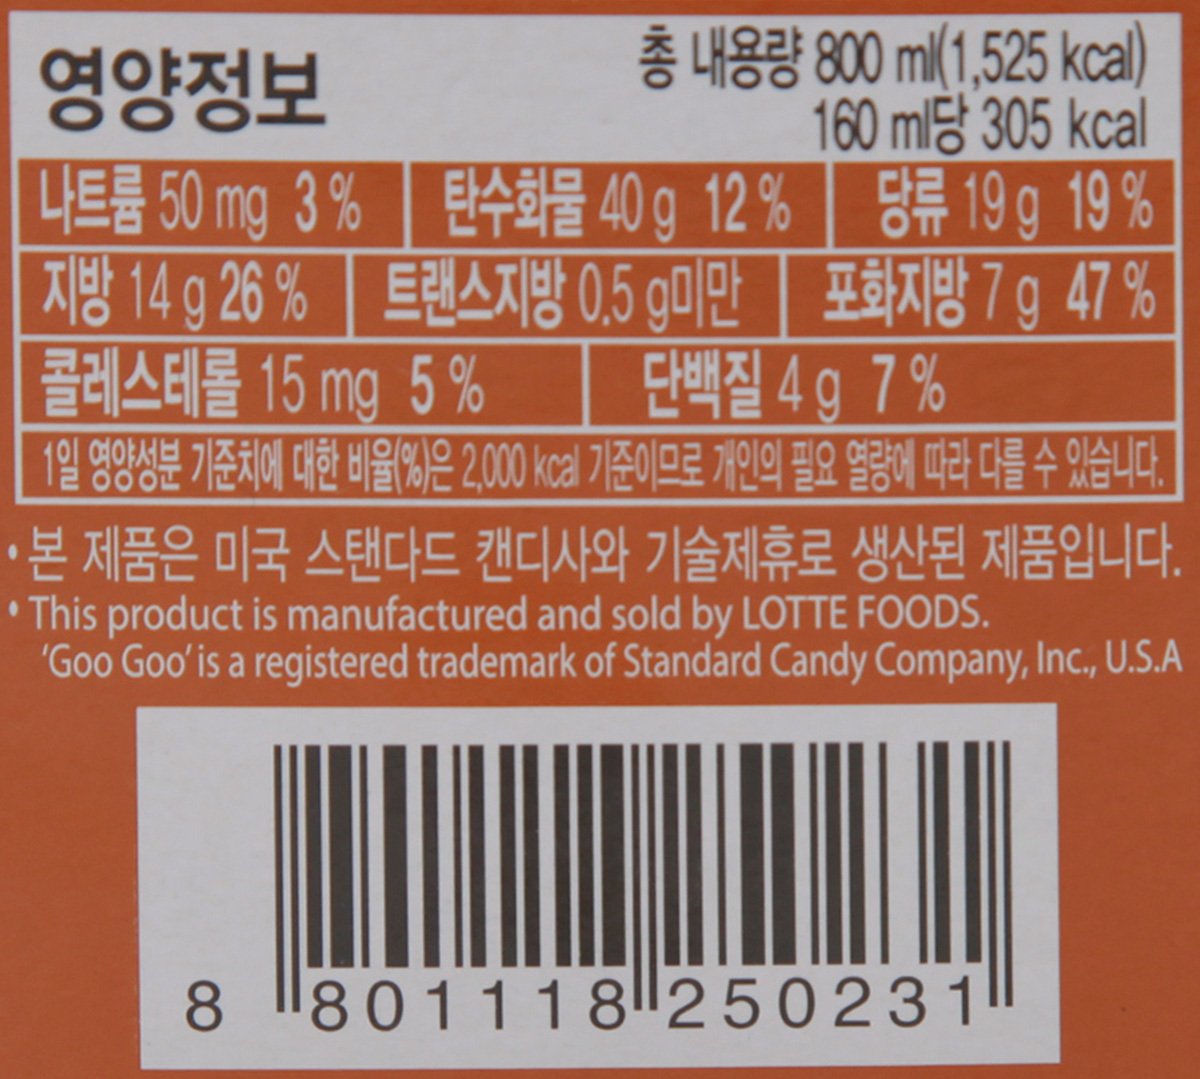 영양정보
총 내용량 800 ml(1,525 kcal)
160 ml당 305 kcal
나트륨 50 mg 3 % 탄수화물 40 g 12 % 당류 19 g 19 %
지방 14 g 26 % 트랜스지방 0.5 g미만 포화지방 7 g 47 %
콜레스테롤 15 mg 5 % 단백질 4 g 7 %
1일 영양성분 기준치에 대한 비율(%)은 2,000 kcal 기준이므로 개인의 필요 열량에 따라 다를 수 있습니다.
• 본 제품은 미국 스탠다드 캔디사와 기술제휴로 생산된 제품입니다.
• This product is manufactured and sold by LOTTE FOODS.
'Goo Goo' is a registered trademark of Standard Candy Company, Inc., U.S.A
8 801118 250231